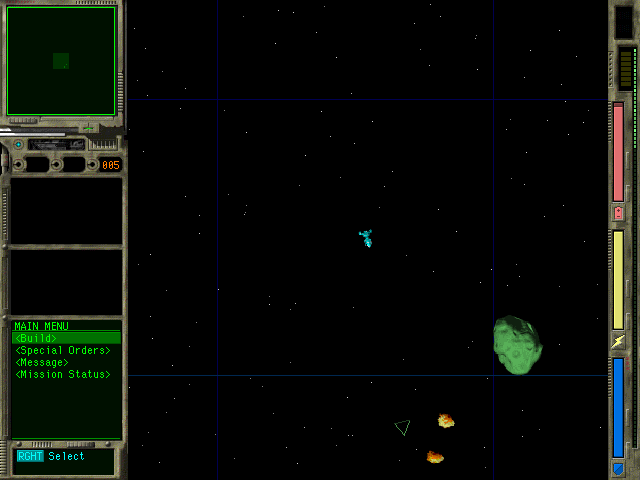 005
MAIN MENU
<Build>
<Special Orders>
<Message>
<Mission Status>
RGHT Select